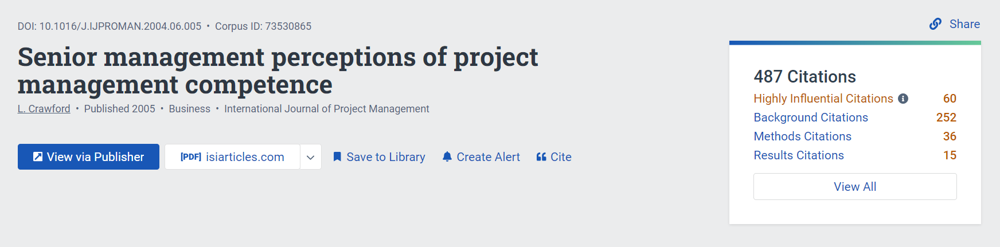 DOI: 10.1016/J.IJPROMAN.2004.06.005 • Corpus ID: 73530865
Share
Senior management perceptions of project
management competence
L. Crawford • Published 2005 • Business • International Journal of Project Management
View via Publisher
[PDF] isiarticles.com
Save to Library
Create Alert
Cite
487 Citations
Highly Influential Citations 60
Background Citations 252
Methods Citations 36
Results Citations 15
View All